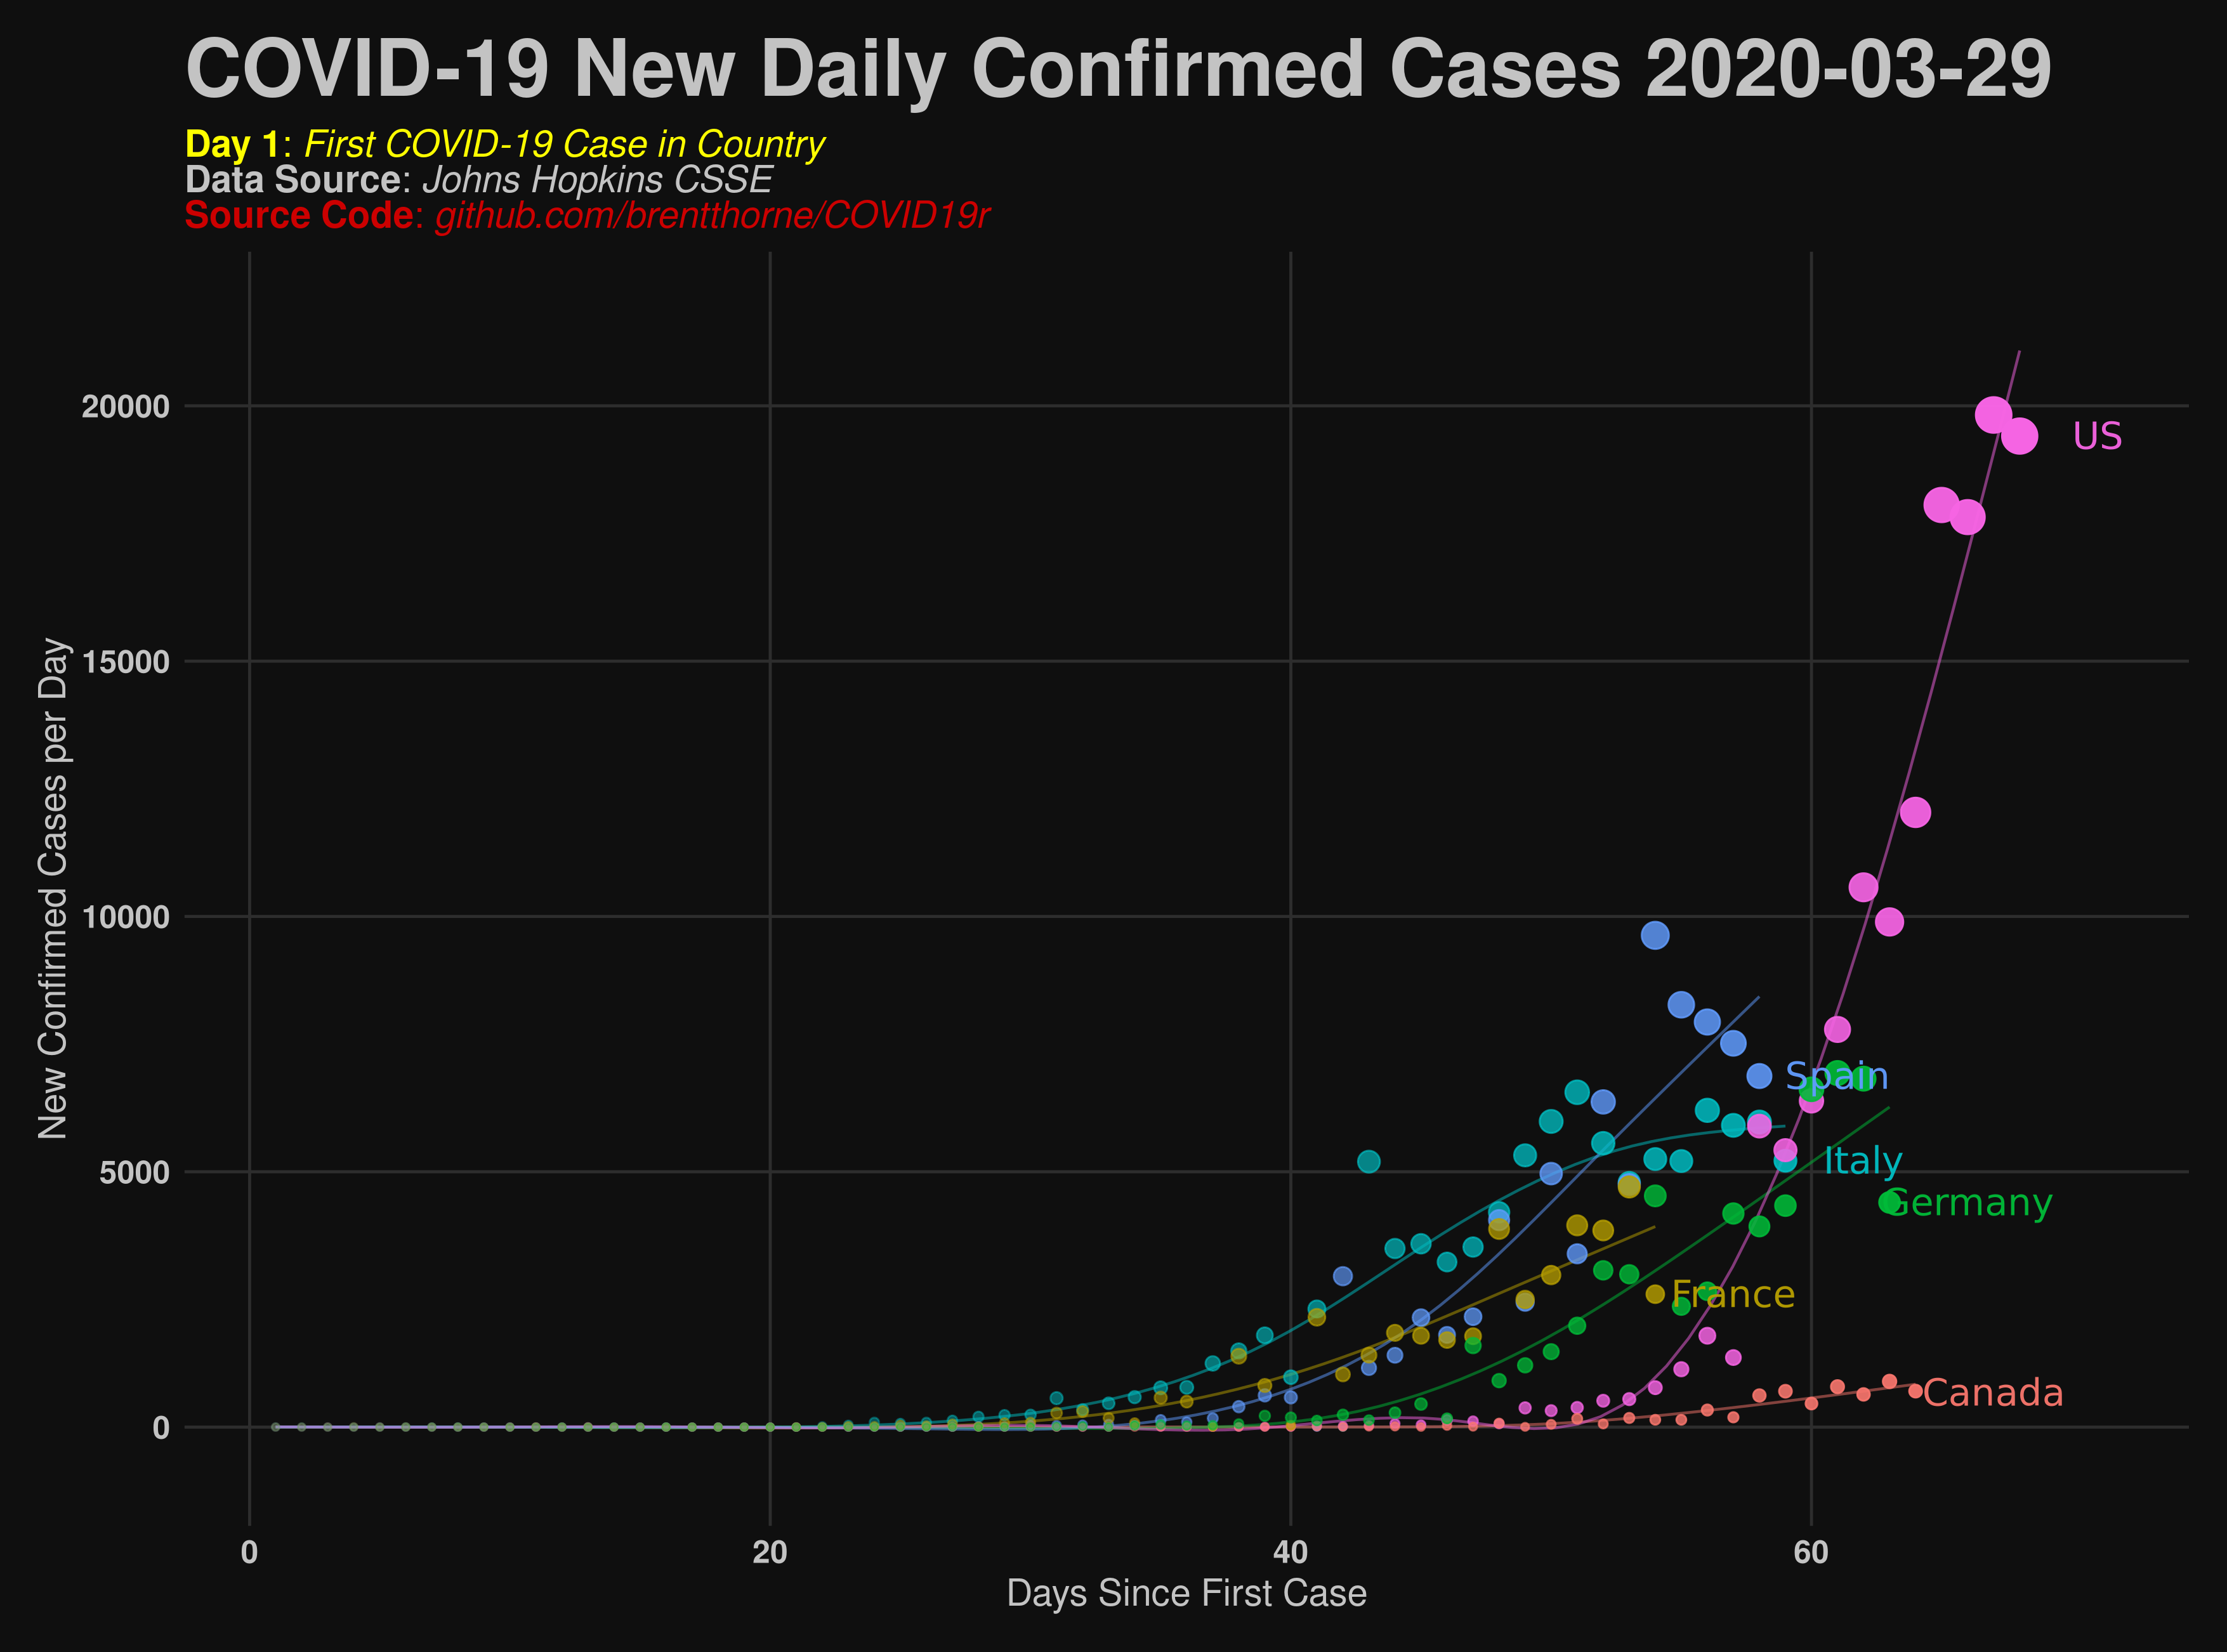 COVID-19 New Daily Confirmed Cases 2020-03-29
Day 1: First COVID-19 Case in Country
Data Source: Johns Hopkins CSSE
Source Code: github.com/brentthorne/COVID19r
New Confirmed Cases per Day
20000
15000
10000
5000
0
US
Spain
Italy
Germany
France
Canada
0
20
40
60
Days Since First Case